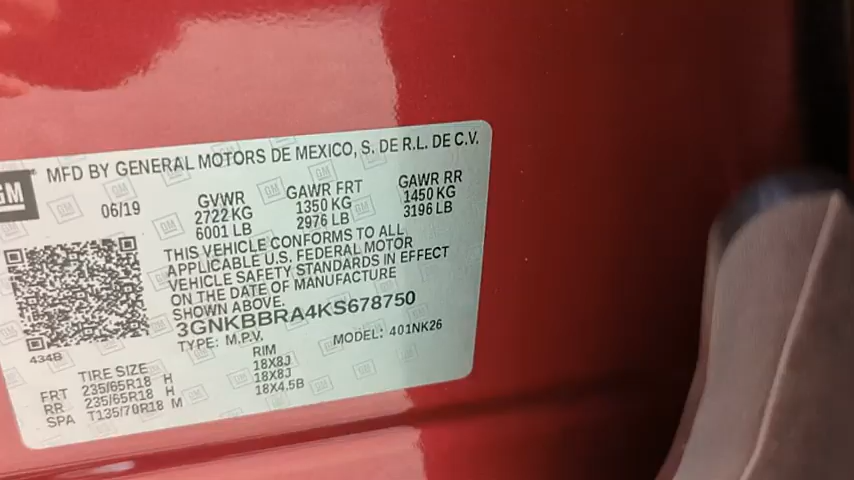 MFD BY GENERAL MOTORS DE MEXICO, S. DE R.L. DE C.V.
GM
06/19 GVWR GAWR FRT GAWR RR
2722 KG 1350 KG 1450 KG
6001 LB 2976 LB 3196 LB
THIS VEHICLE CONFORMS TO ALL
APPLICABLE U.S. FEDERAL MOTOR
VEHICLE SAFETY STANDARDS IN EFFECT
ON THE DATE OF MANUFACTURE
SHOWN ABOVE.
3GNKBBRA4KS678750
TYPE: M.P.V. MODEL: 401NK26
434B
TIRE SIZE RIM
FRT 235/65R18 H 18X8J
RR 235/65R18 H 18X8J
SPA T135/70R18 M 18X4.5B